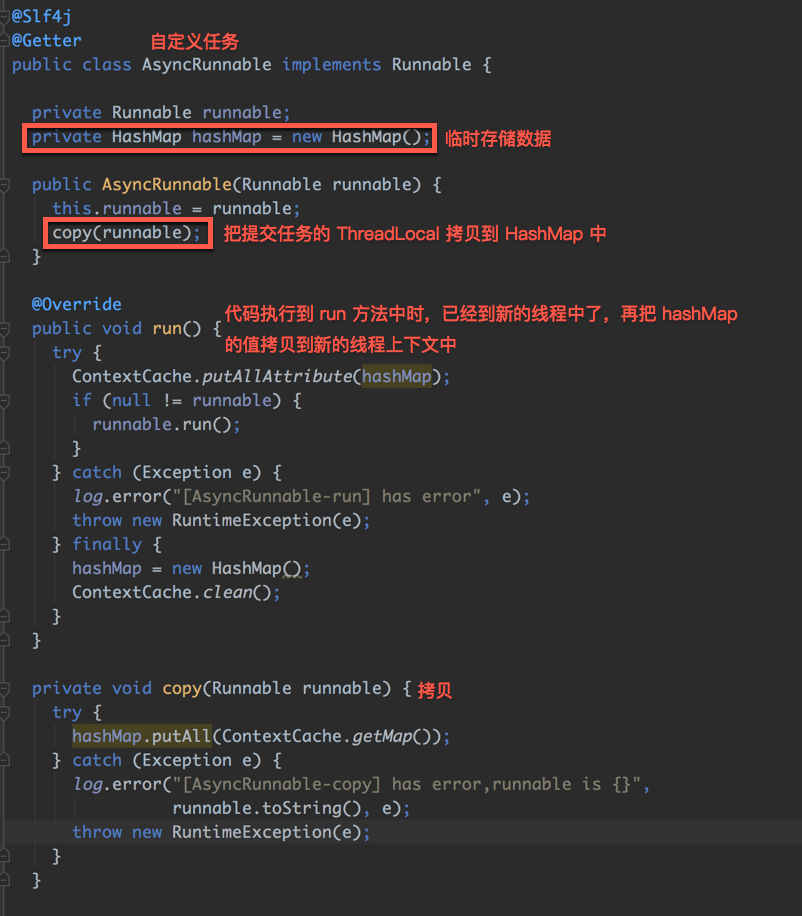 @Slf4j
@Getter 自定义任务
public class AsyncRunnable implements Runnable {
private Runnable runnable;
private HashMap hashMap = new HashMap(); 临时存储数据
public AsyncRunnable(Runnable runnable) {
this.runnable = runnable;
copy(runnable); 把提交任务的 ThreadLocal 拷贝到 HashMap 中
}
@Override
代码执行到 run 方法中时，已经到新的线程中了，再把 hashMap
public void run() {
的值拷贝到新的线程上下文中
try {
ContextCache.putAllAttribute(hashMap);
if (null != runnable) {
runnable.run();
}
} catch (Exception e) {
log.error("[AsyncRunnable-run] has error", e);
throw new RuntimeException(e);
} finally {
hashMap = new HashMap();
ContextCache.clean();
}
}
private void copy(Runnable runnable) { 拷贝
try {
hashMap.putAll(ContextCache.getMap());
} catch (Exception e) {
log.error("[AsyncRunnable-copy] has error,runnable is {}",
runnable.toString(), e);
throw new RuntimeException(e);
}
}